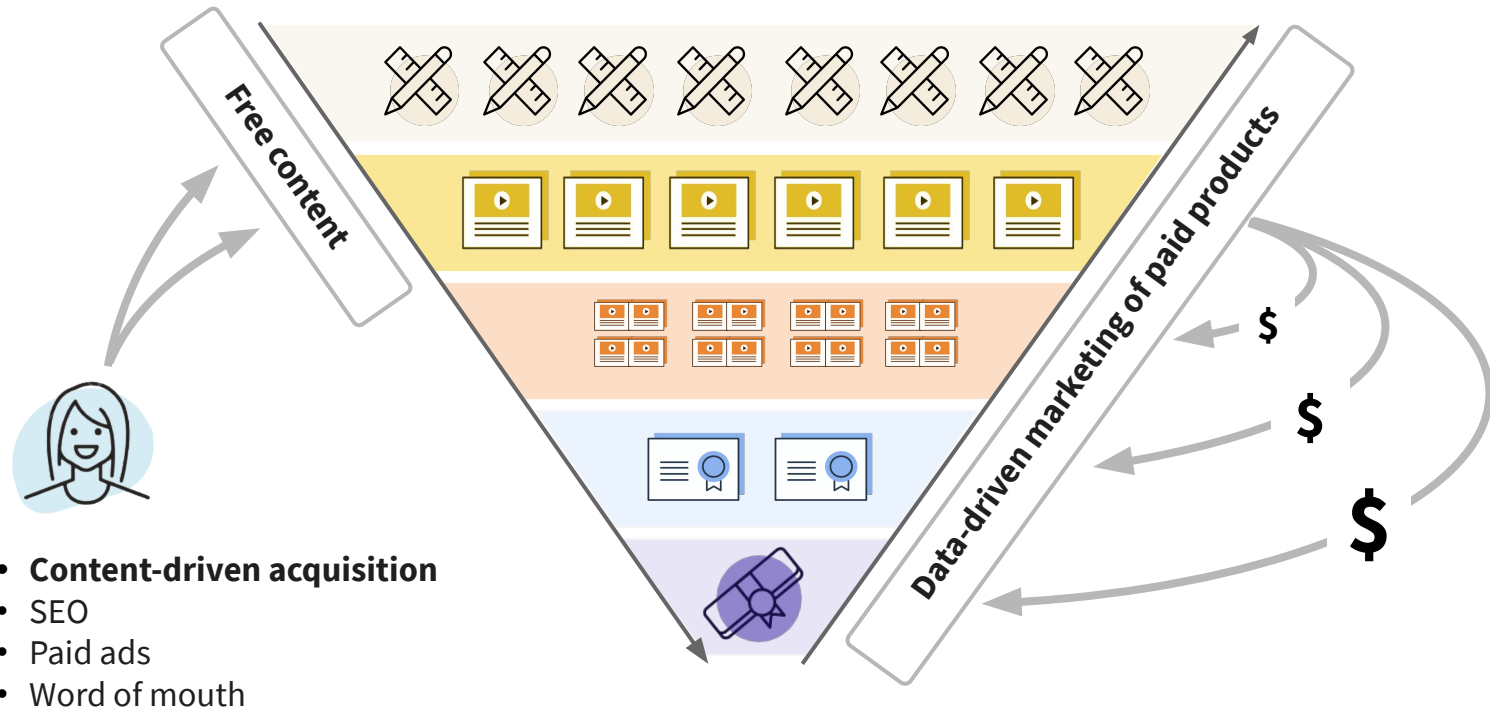 Free content
Data-driven marketing of paid products
$
$
$
• Content-driven acquisition
• SEO
• Paid ads
• Word of mouth